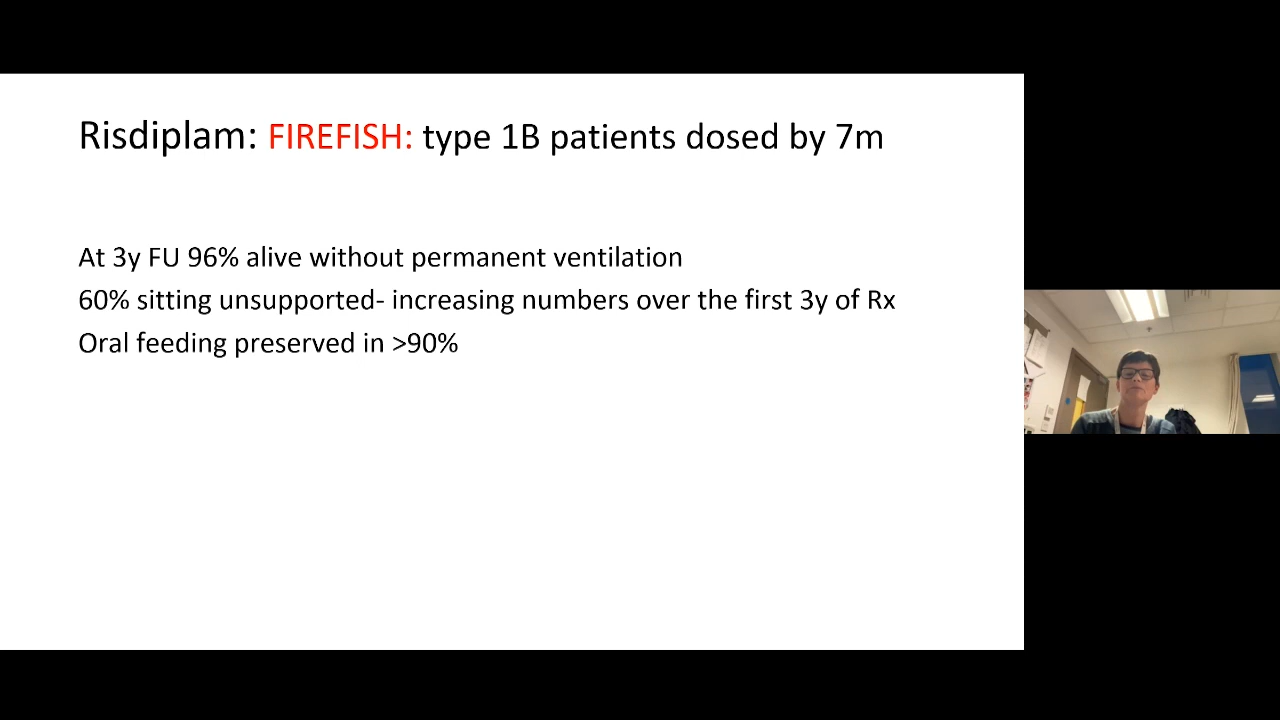 Risdiplam: FIREFISH: type 1B patients dosed by 7m
At 3y FU 96% alive without permanent ventilation
60% sitting unsupported- increasing numbers over the first 3y of Rx
Oral feeding preserved in >90%